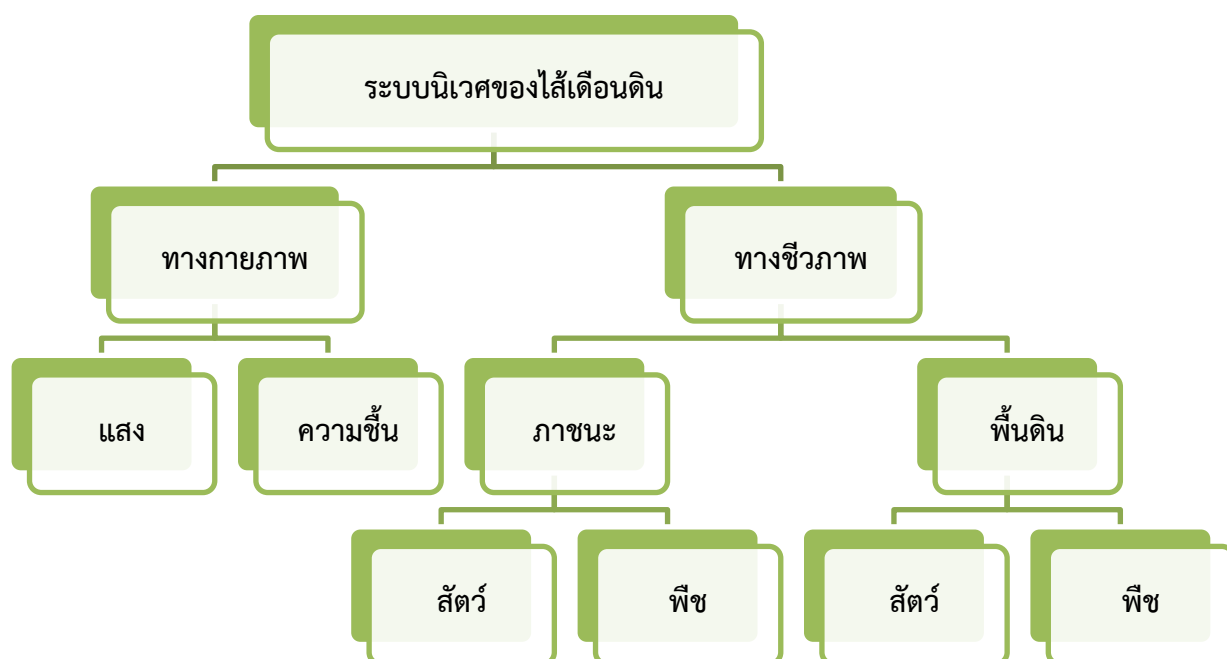 ระบบนิเวศของไส้เดือนดิน
ทางกายภาพ
ทางชีวภาพ
แสง
ความชื้น
ภาชนะ
พื้นดิน
สัตว์
พืช
สัตว์
พืช